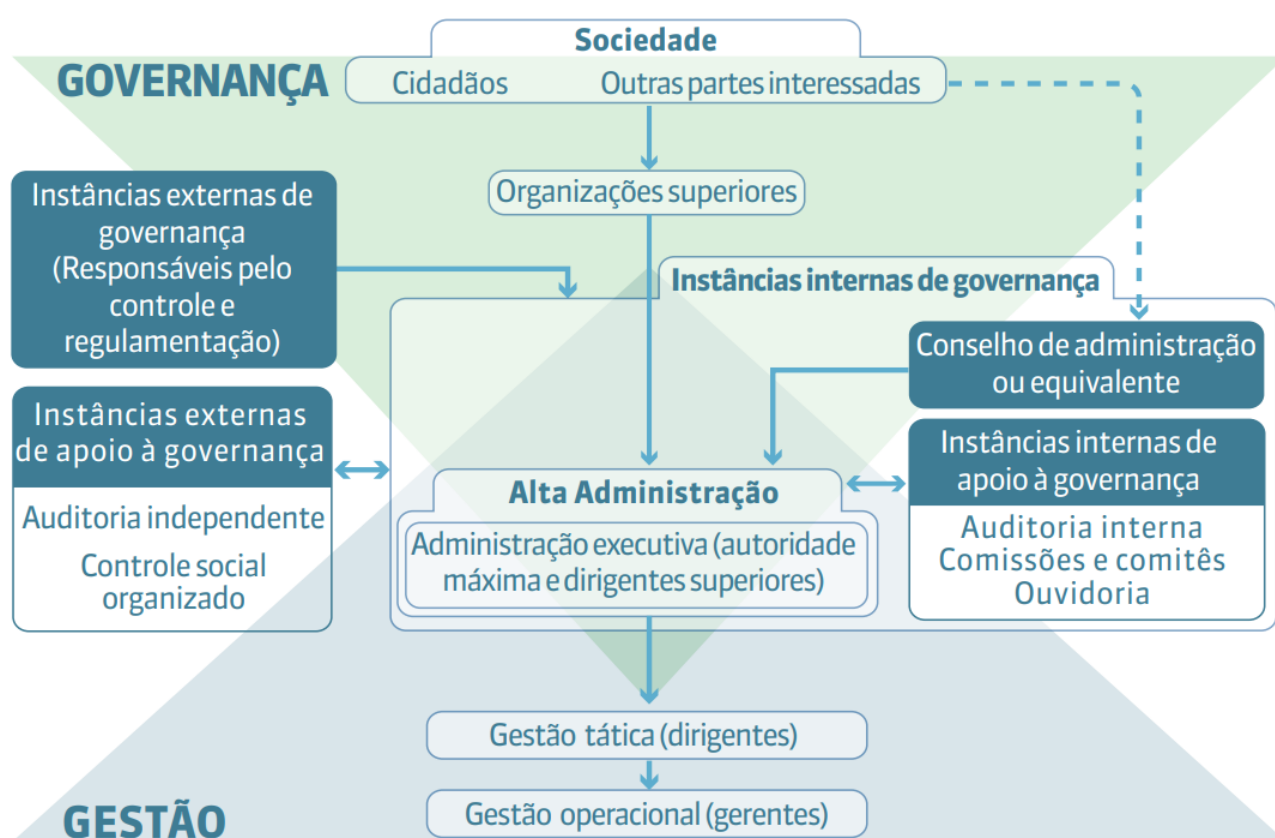 Sociedade
GOVERNANÇA
Cidadãos
Outras partes interessadas
Organizações superiores
Instâncias externas de
governança
(Responsáveis pelo
controle e
regulamentação)
Instâncias internas de governança
Conselho de administração
ou equivalente
Instâncias externas
de apoio à governança
Auditoria independente
Controle social
organizado
Instâncias internas de
apoio à governança
Auditoria interna
Comissões e comitês
Ouvidoria
Alta Administração
Administração executiva (autoridade
máxima e dirigentes superiores)
Gestão tática (dirigentes)
Gestão operacional (gerentes)
GESTÃO